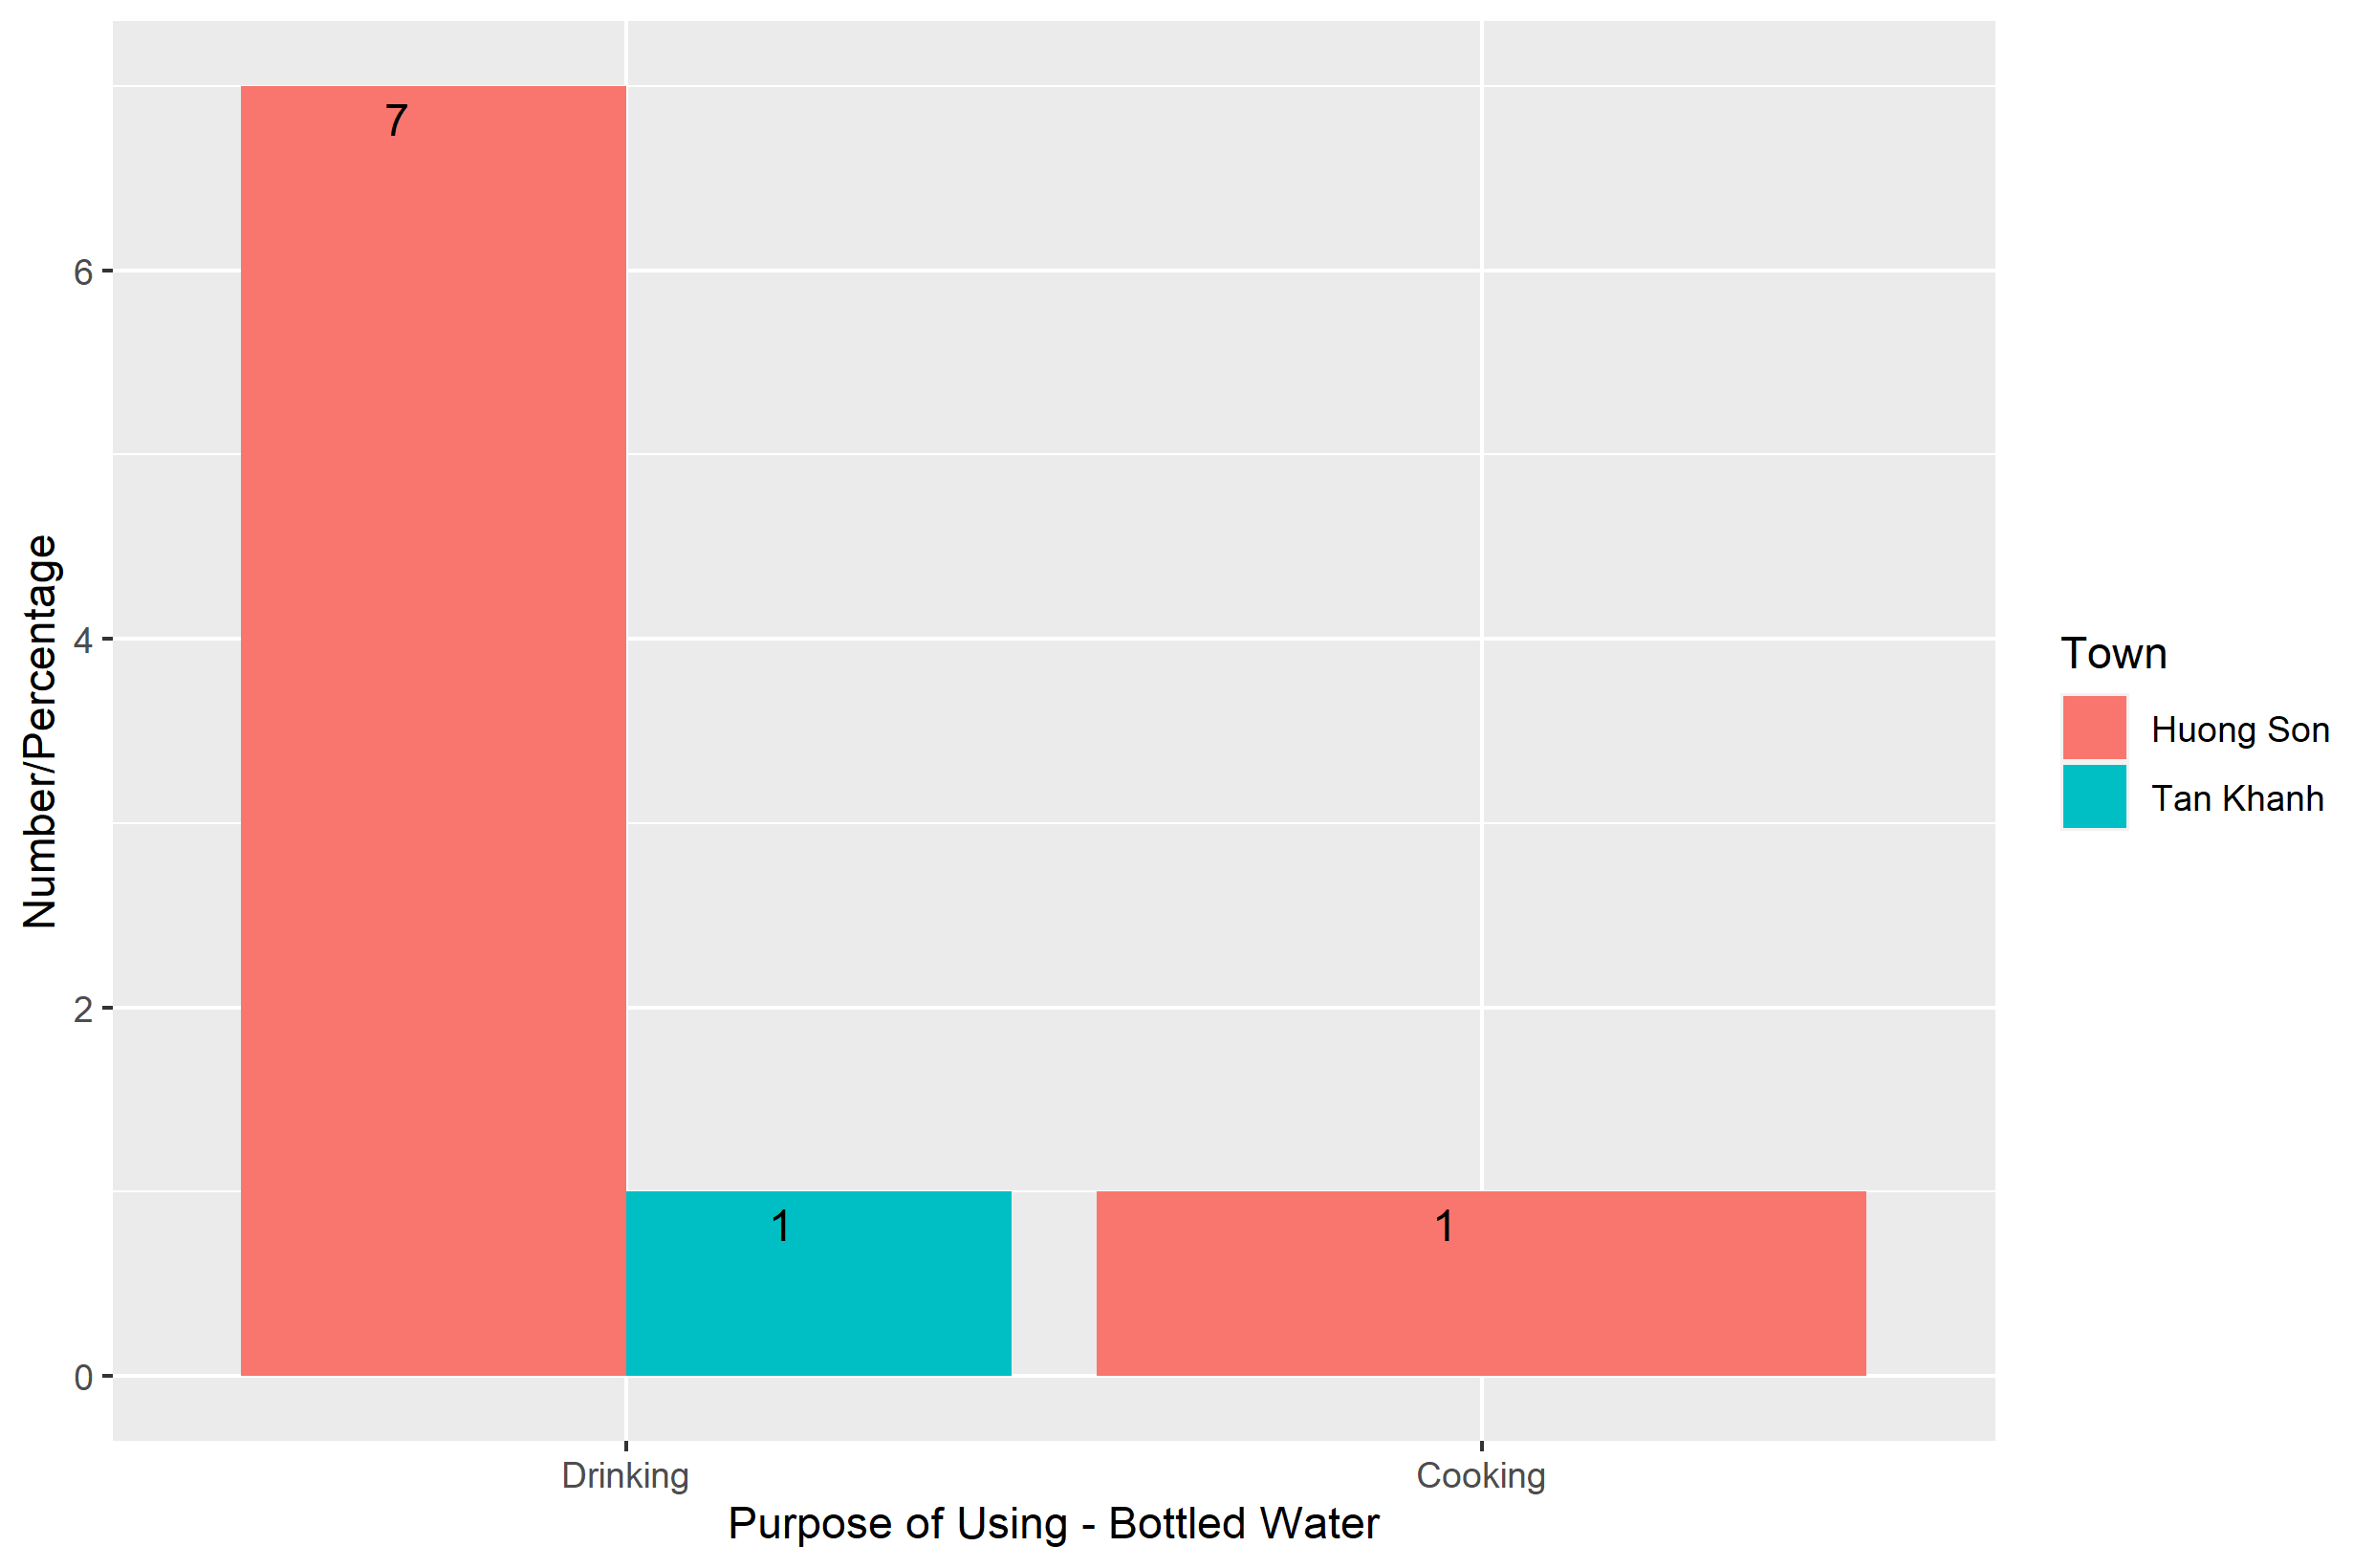 7
6
4
2
0
1
1
Number/Percentage
Drinking
Cooking
Purpose of Using - Bottled Water
Town
Huong Son
Tan Khanh